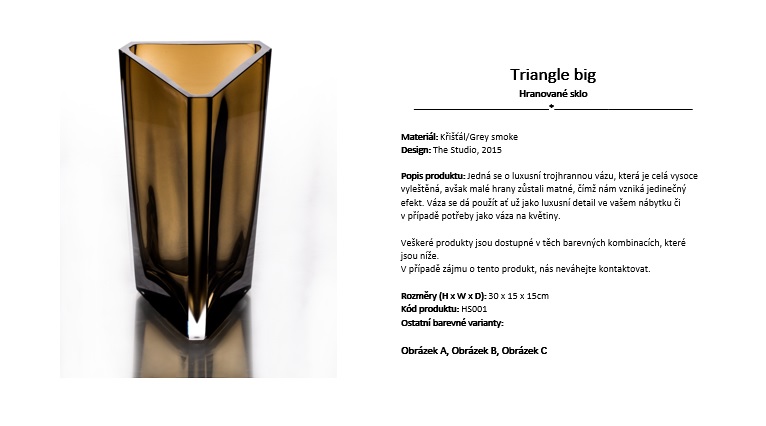 Triangle big
Hranované sklo
*
Materiál: Křišťál/Grey smoke
Design: The Studio, 2015
Popis produktu: Jedná se o luxusní trojhrannou vázu, která je celá vysoce
vyleštěná, avšak malé hrany zůstali matné, čímž nám vzniká jedinečný
efekt. Váza se dá použít ať už jako luxusní detail ve vašem nábytku či
v případě potřeby jako váza na květiny.
Veškeré produkty jsou dostupné v těch barevných kombinacích, které
jsou níže.
V případě zájmu o tento produkt, nás neváhejte kontaktovat.
Rozměry (H x W x D): 30 x 15 x 15cm
Kód produktu: HS001
Ostatní barevné varianty:
Obrázek A, Obrázek B, Obrázek C